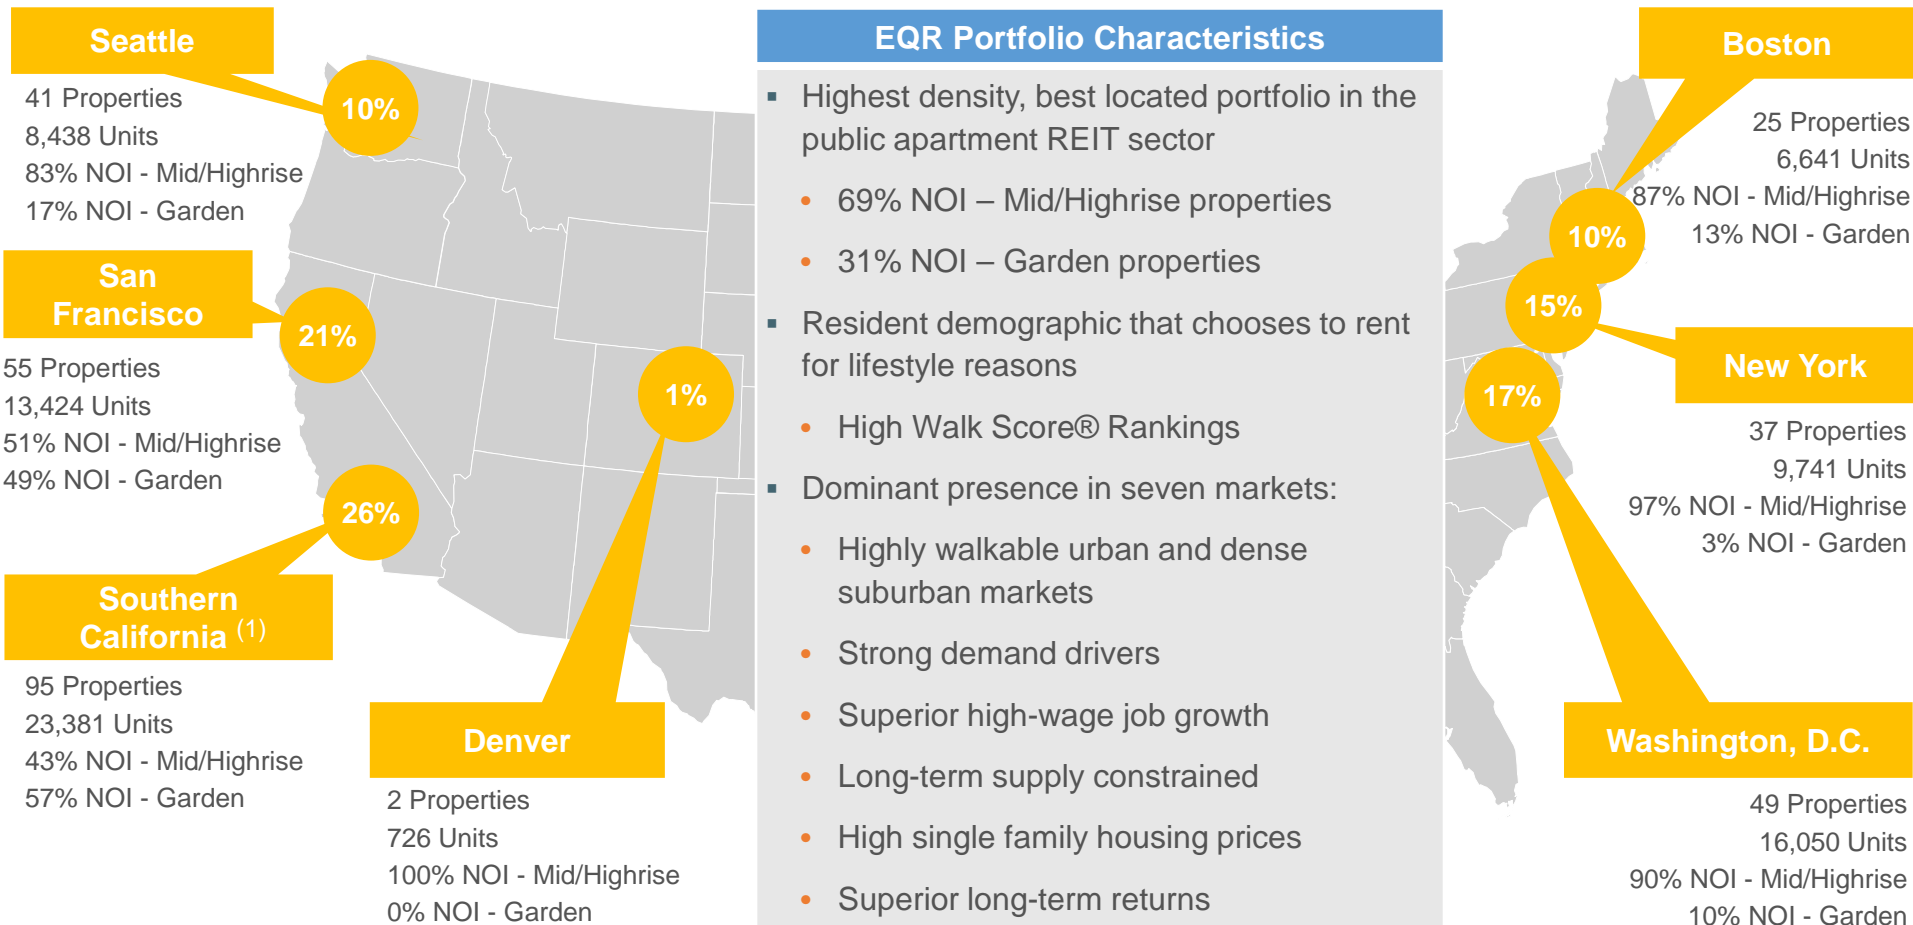 Seattle
41 Properties
8,438 Units
83% NOI - Mid/Highrise
17% NOI - Garden
10%
San
Francisco
55 Properties
13,424 Units
51% NOI - Mid/Highrise
49% NOI - Garden
21%
Southern
California (1)
95 Properties
23,381 Units
43% NOI - Mid/Highrise
57% NOI - Garden
26%
Denver
2 Properties
726 Units
100% NOI - Mid/Highrise
0% NOI - Garden
1%
EQR Portfolio Characteristics
▪ Highest density, best located portfolio in the
public apartment REIT sector
• 69% NOI – Mid/Highrise properties
• 31% NOI – Garden properties
▪ Resident demographic that chooses to rent
for lifestyle reasons
• High Walk Score® Rankings
▪ Dominant presence in seven markets:
• Highly walkable urban and dense
suburban markets
• Strong demand drivers
• Superior high-wage job growth
• Long-term supply constrained
• High single family housing prices
• Superior long-term returns
Boston
25 Properties
6,641 Units
87% NOI - Mid/Highrise
13% NOI - Garden
10%
15%
New York
37 Properties
9,741 Units
97% NOI - Mid/Highrise
3% NOI - Garden
17%
Washington, D.C.
49 Properties
16,050 Units
90% NOI - Mid/Highrise
10% NOI - Garden